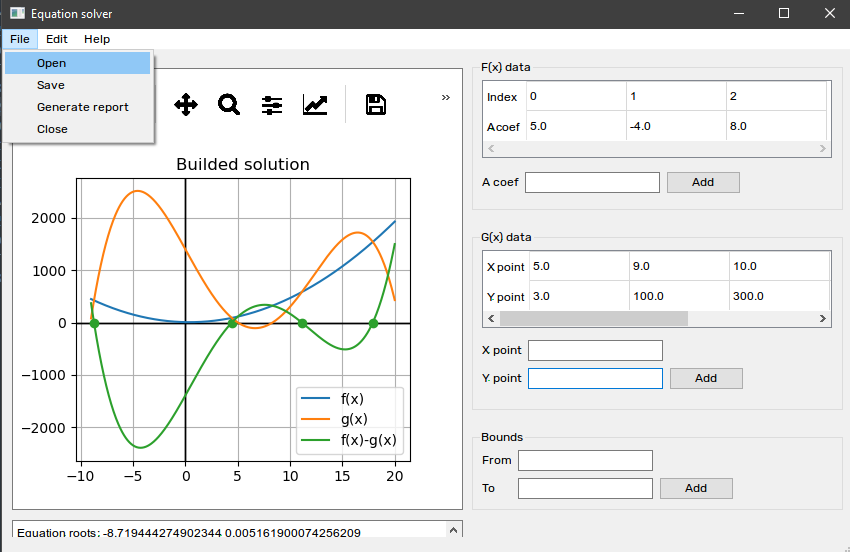 Equation solver
File Edit Help
Open
Save
Generate report
Close
»
Builded solution
2000
1000
0
−1000
−2000
−10 −5 0 5 10 15 20
f(x)
g(x)
f(x)-g(x)
Equation roots: -8.719444274902344 0.005161900074256209
F(x) data
Index 0 1 2
A coef 5.0 -4.0 8.0
A coef Add
G(x) data
X point 5.0 9.0 10.0
Y point 3.0 100.0 300.0
X point
Y point Add
Bounds
From
To Add